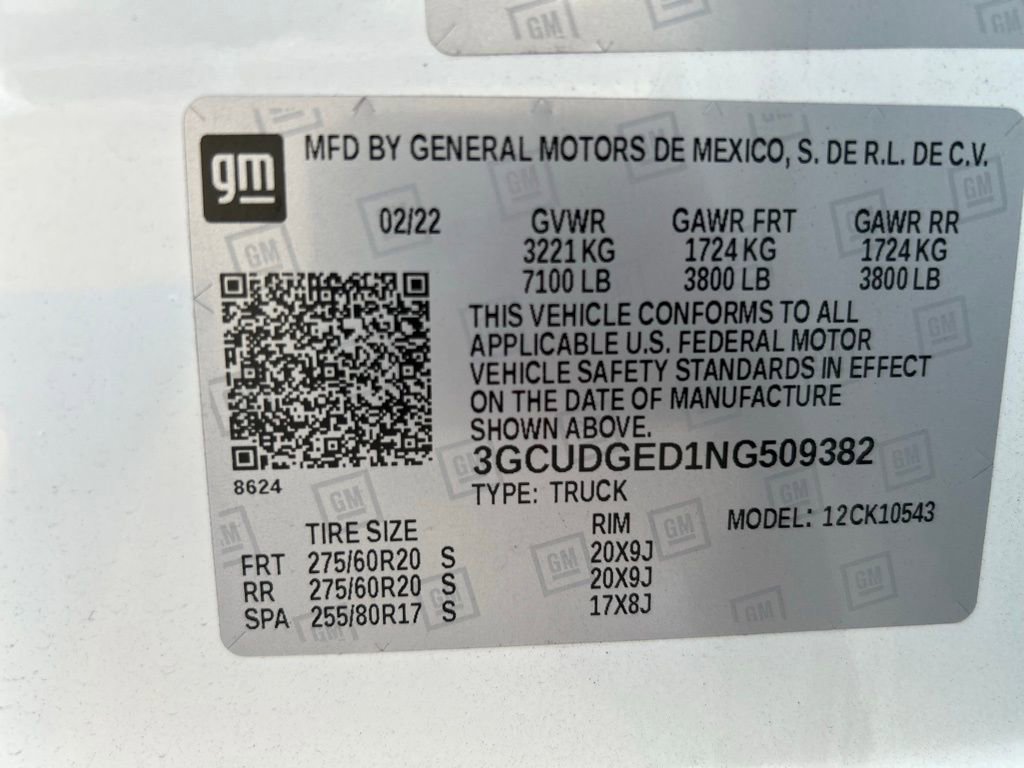 gm
MFD BY GENERAL MOTORS DE MEXICO, S. DE R.L. DE C.V.
02/22 GVWR GAWR FRT GAWR RR
3221 KG 1724 KG 1724 KG
7100 LB 3800 LB 3800 LB
THIS VEHICLE CONFORMS TO ALL
APPLICABLE U.S. FEDERAL MOTOR
VEHICLE SAFETY STANDARDS IN EFFECT
ON THE DATE OF MANUFACTURE
SHOWN ABOVE.
3GCUDGED1NG509382
8624
TYPE: TRUCK
MODEL: 12CK10543
TIRE SIZE RIM
FRT 275/60R20 S 20X9J
RR 275/60R20 S 20X9J
SPA 255/80R17 S 17X8J